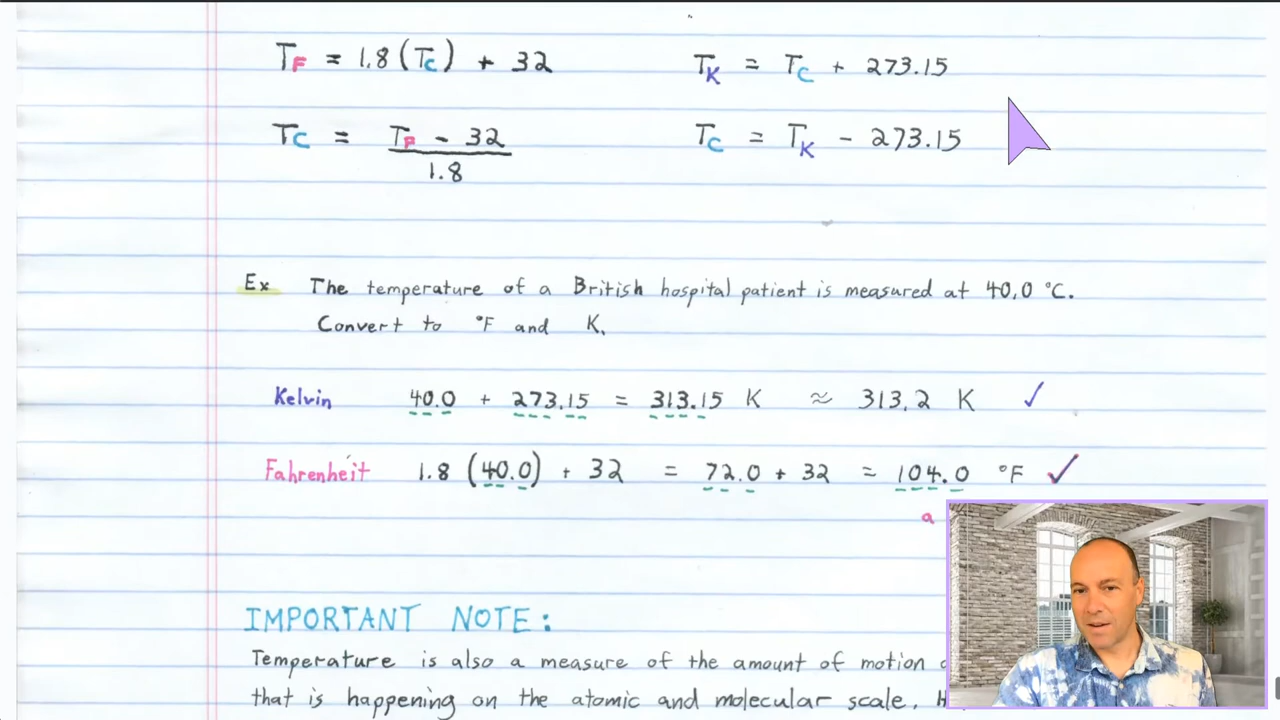 TF = 1.8 (TC) + 32
TK = TC + 273.15
TC = TF - 32
1.8
TC = TK - 273.15
Ex The temperature of a British hospital patient is measured at 40.0 °C.
Convert to °F and K.
Kelvin 40.0 + 273.15 = 313.15 K ≈ 313.2 K ✓
Fahrenheit 1.8 (40.0) + 32 = 72.0 + 32 = 104.0 °F ✓
a
IMPORTANT NOTE:
Temperature is also a measure of the amount of motion
that is happening on the atomic and molecular scale.